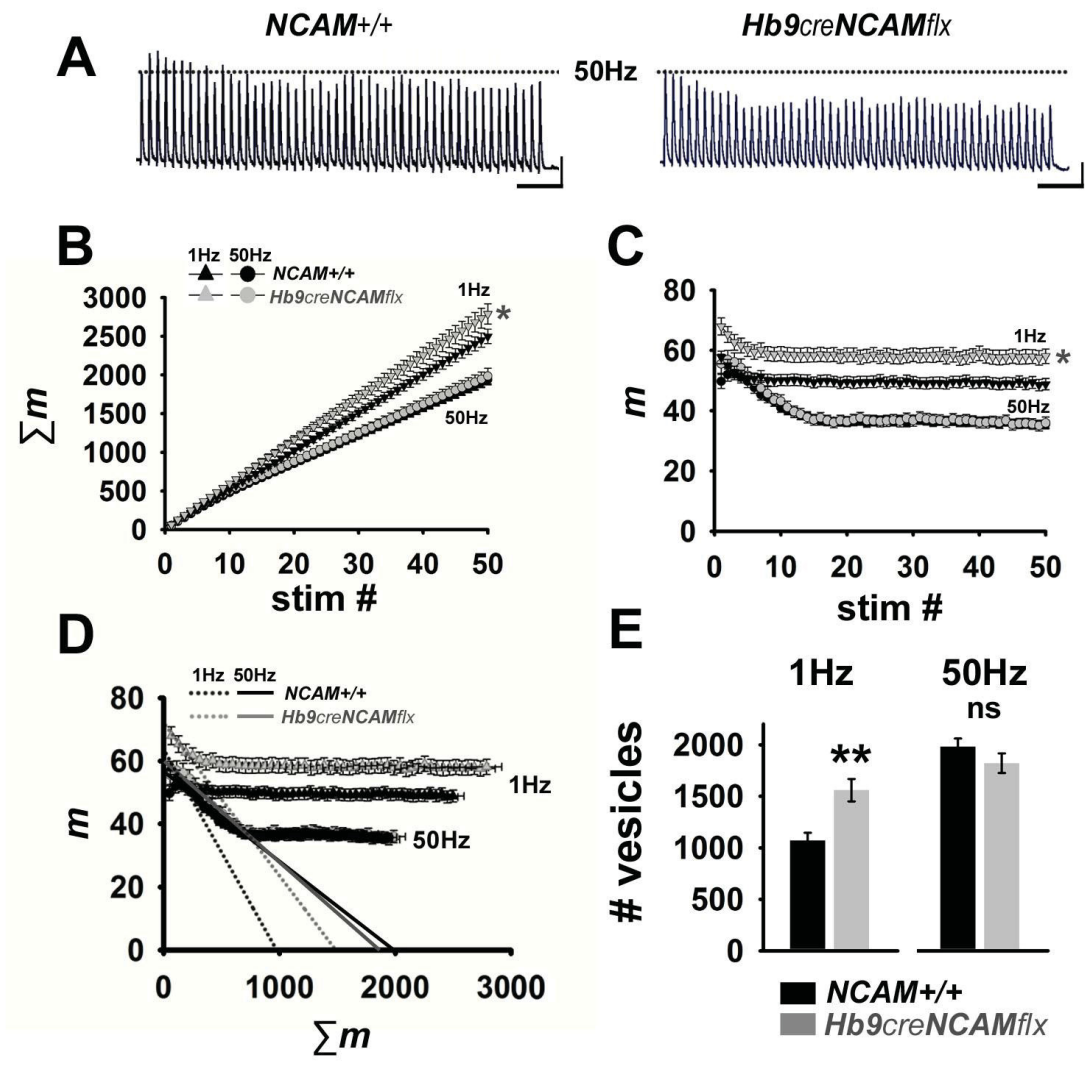 NCAM+/+ Hb9creNCAMflx
A
50Hz
B
1Hz 50Hz
NCAM+/+
Hb9creNCAMflx
3000
2500
2000
1500
1000
500
0
∑m
1Hz
*
50Hz
0 10 20 30 40 50
stim #
C
80
60
40
20
0
m
1Hz
*
50Hz
0 10 20 30 40 50
stim #
D
1Hz 50Hz
NCAM+/+
Hb9creNCAMflx
80
60
40
20
0
m
1Hz
50Hz
0 1000 2000 3000
∑m
E
1Hz 50Hz
ns
**
2000
1500
1000
500
0
# vesicles
NCAM+/+
Hb9creNCAMflx